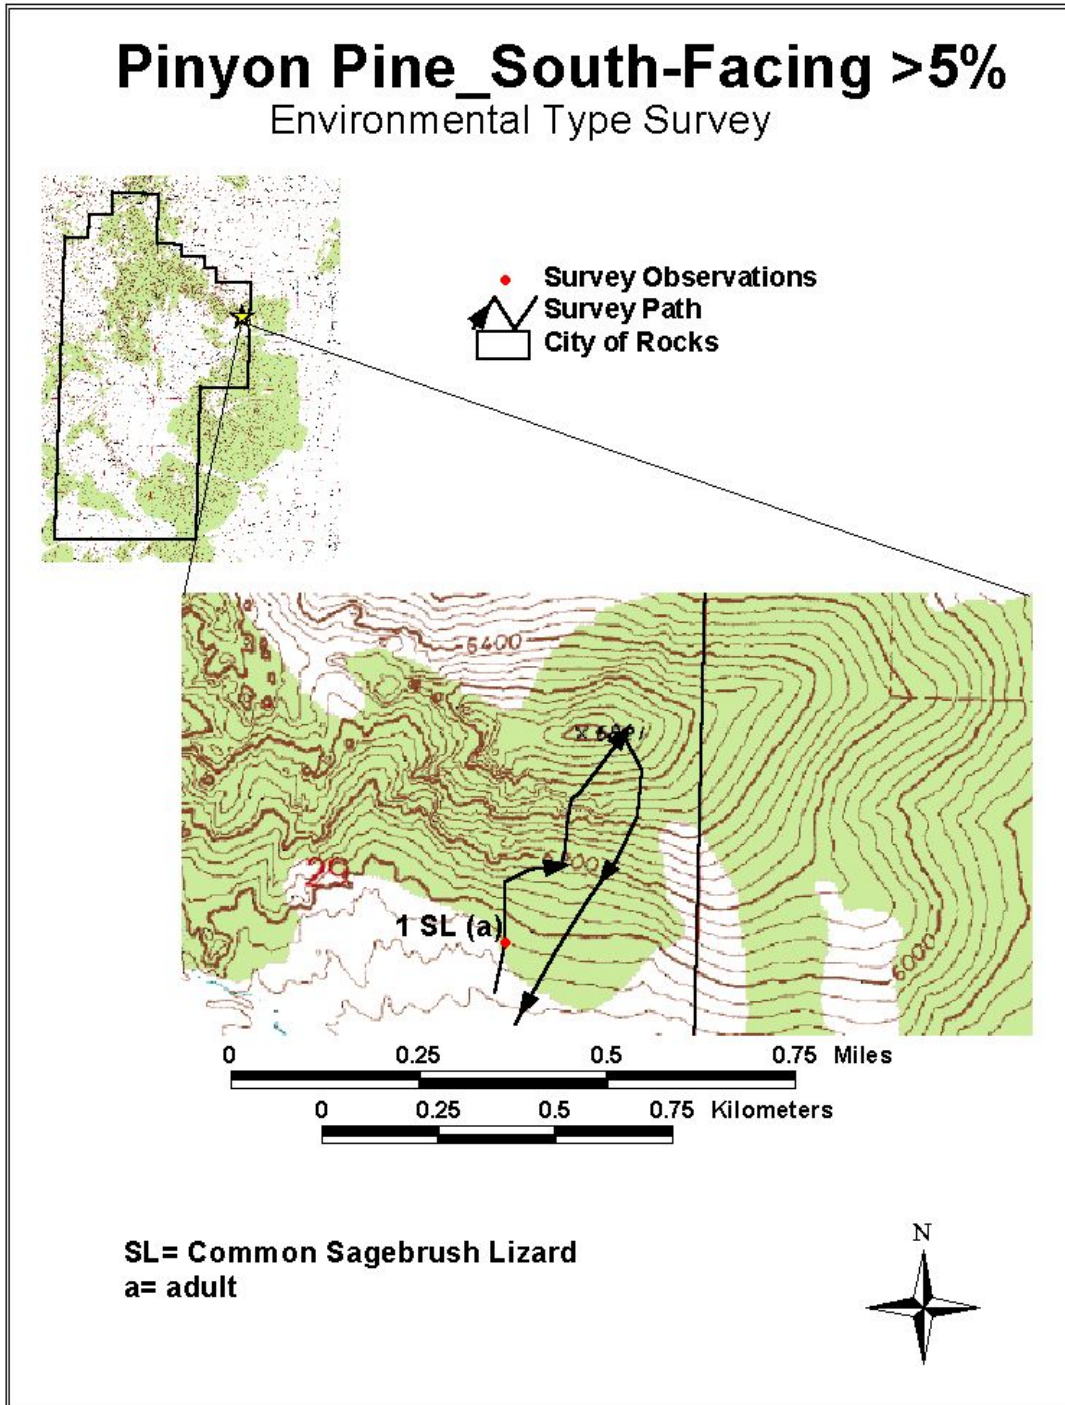 Pinyon Pine_South-Facing >5%
Environmental Type Survey
Survey Observations
Survey Path
City of Rocks
6400
29
1 SL (a)
6000
0 0.25 0.5 0.75 Miles
0 0.25 0.5 0.75 Kilometers
SL= Common Sagebrush Lizard
a= adult
N